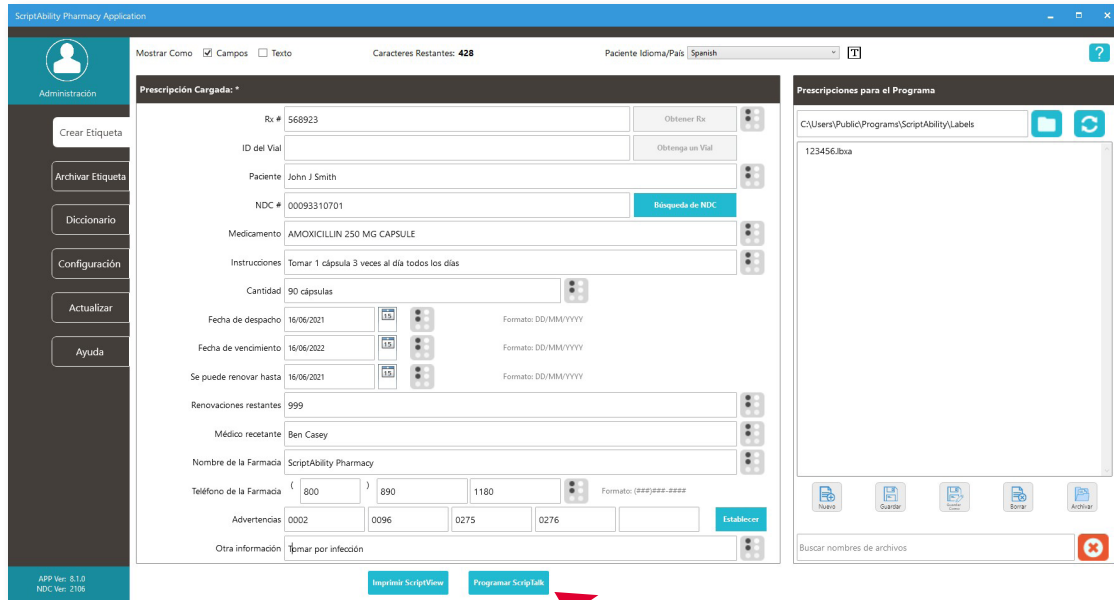 ScriptAbility Pharmacy Application
Mostrar Como Campos Texto Caracteres Restantes: 428 Paciente Idioma/País Spanish T ?
Administración
Crear Etiqueta
Archivar Etiqueta
Diccionario
Configuración
Actualizar
Ayuda
APP Ver: 8.1.0
NDC Ver: 2106
Prescripción Cargada: *
Rx # 568923 Obtener Rx
ID del Vial Obtenga un Vial
Paciente John J Smith
NDC # 00093310701 Búsqueda de NDC
Medicamento AMOXICILLIN 250 MG CAPSULE
Instrucciones Tomar 1 cápsula 3 veces al día todos los días
Cantidad 90 cápsulas
Fecha de despacho 16/06/2021 15 Formato: DD/MM/YYYY
Fecha de vencimiento 16/06/2022 15 Formato: DD/MM/YYYY
Se puede renovar hasta 16/06/2021 15 Formato: DD/MM/YYYY
Renovaciones restantes 999
Médico recetante Ben Casey
Nombre de la Farmacia ScriptAbility Pharmacy
Teléfono de la Farmacia ( 800 ) 890 1180 Formato: (###)###-####
Advertencias 0002 0096 0275 0276 Establecer
Otra información Tomar por infección
Imprimir ScriptView Programar ScripTalk
Prescripciones para el Programa
C:\Users\Public\Programs\ScriptAbility\Labels
123456.lbxa
Nuevo Guardar Guardar Como Borrar Archivar
Buscar nombres de archivos